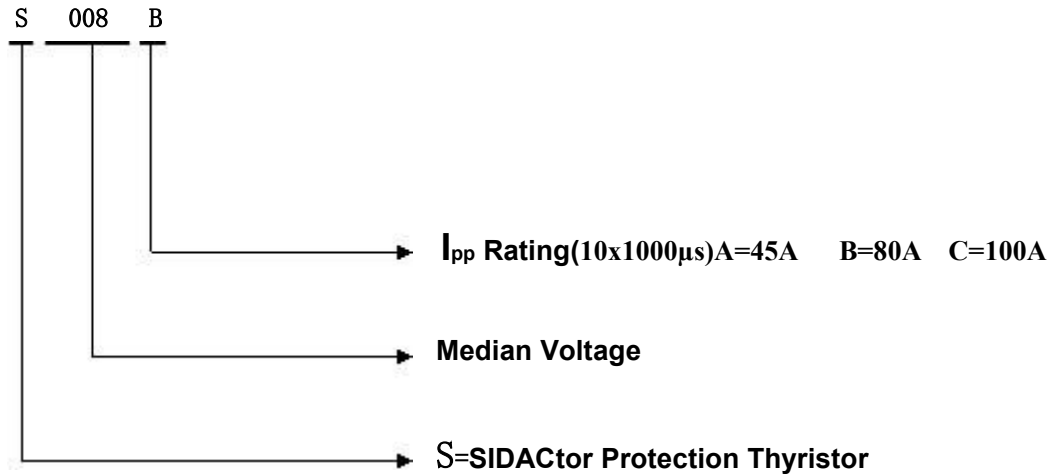 S 008 B
Ipp Rating(10x1000μs)A=45A B=80A C=100A
Median Voltage
S=SIDACtor Protection Thyristor